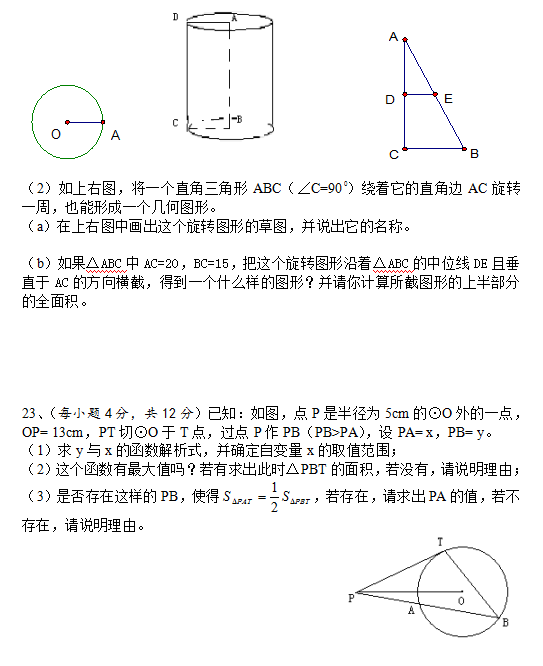 D A
C B
O A
A
D E
C B
（2）如上右图，将一个直角三角形 ABC（∠C=90⁰）绕着它的直角边 AC 旋转
一周，也能形成一个几何图形。
（a）在上右图中画出这个旋转图形的草图，并说出它的名称。
（b）如果△ABC 中 AC=20，BC=15，把这个旋转图形沿着△ABC 的中位线 DE 且垂
直于 AC 的方向横截，得到一个什么样的图形？并请你计算所截图形的上半部分
的全面积。
23、（每小题 4 分，共 12 分）已知：如图，点 P 是半径为 5cm 的⊙O 外的一点，
OP= 13cm，PT 切⊙O 于 T 点，过点 P 作 PB（PB>PA），设 PA= x，PB= y。
（1）求 y 与 x 的函数解析式，并确定自变量 x 的取值范围；
（2）这个函数有最大值吗？若有求出此时△PBT 的面积，若没有，请说明理由；
（3）是否存在这样的 PB，使得 S△PAT = 1/2 S△PBT，若存在，请求出 PA 的值，若不
存在，请说明理由。
T
P O
A B